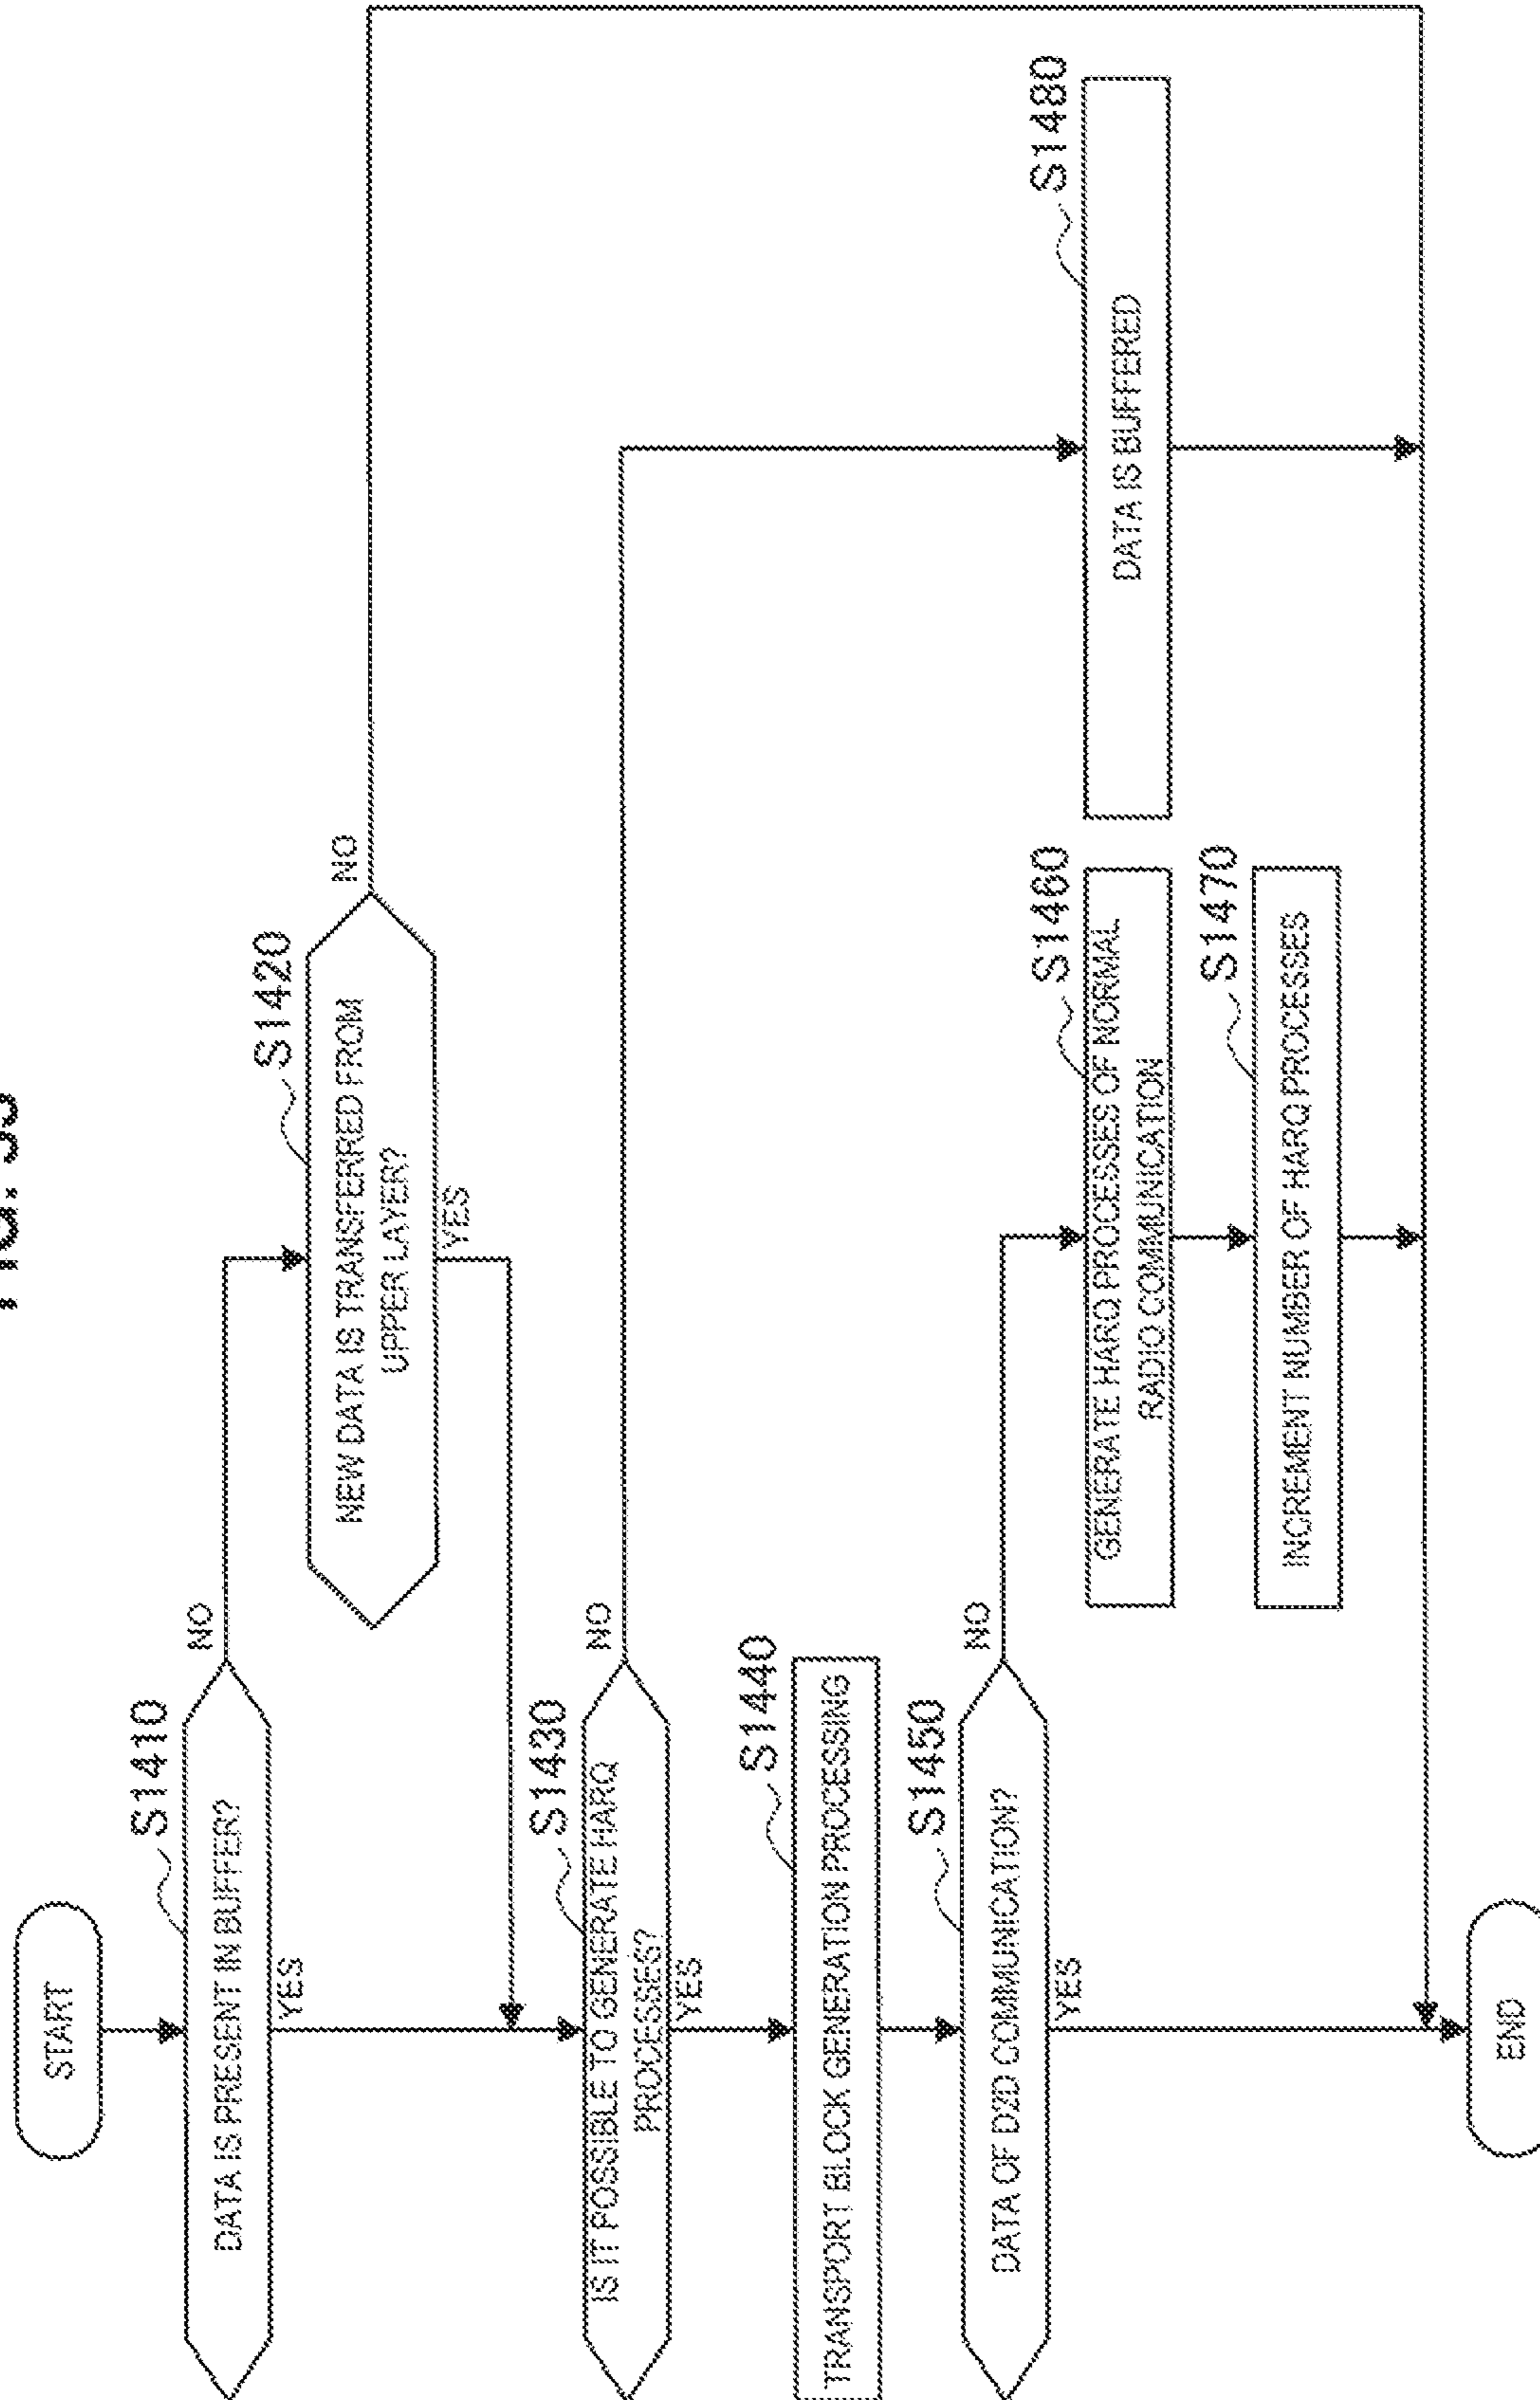 START
S1410
DATA IS PRESENT IN BUFFER?
NO
YES
S1420
NEW DATA IS TRANSFERRED FROM
UPPER LAYER?
NO
YES
S1430
IS IT POSSIBLE TO GENERATE HARQ
PROCESSES?
NO
YES
S1440
TRANSPORT BLOCK GENERATION PROCESSING
S1450
DATA OF D2D COMMUNICATION?
NO
YES
S1460
GENERATE HARQ PROCESSES OF NORMAL
RADIO COMMUNICATION
S1470
INCREMENT NUMBER OF HARQ PROCESSES
S1480
DATA IS BUFFERED
END